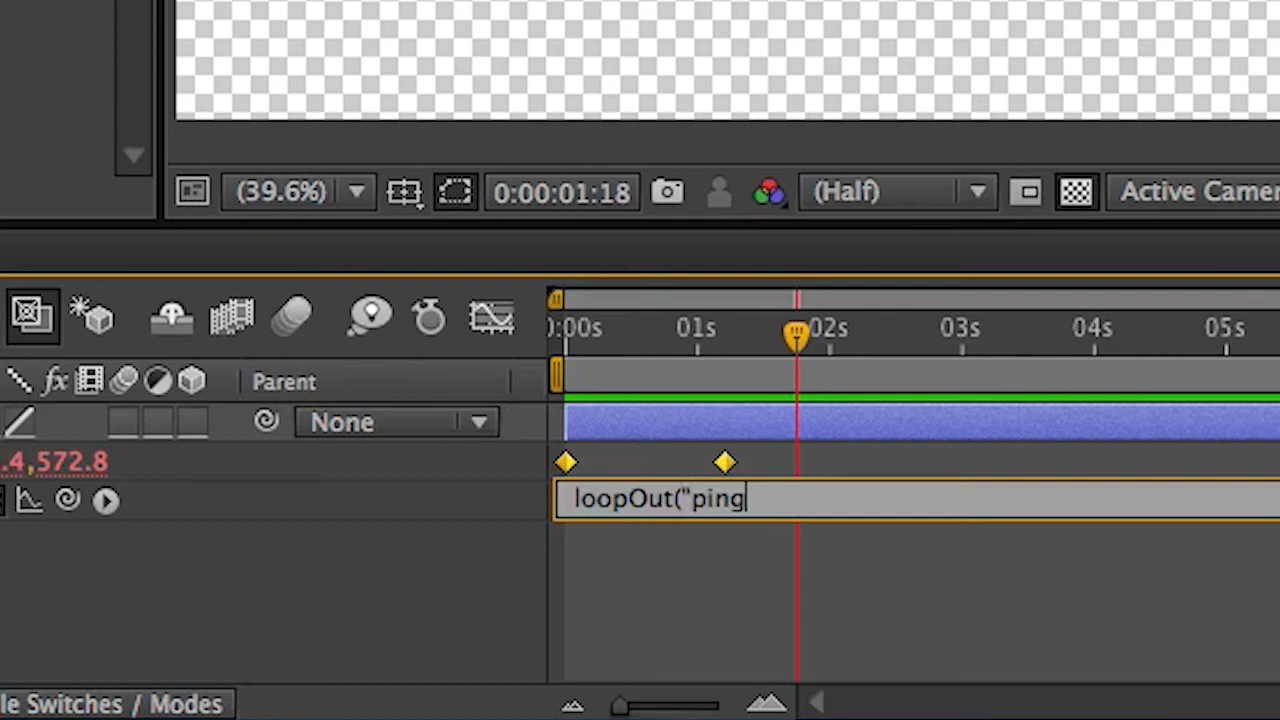 (39.6%) 0:00:01:18 (Half) Active Camer
):00s 01s 02s 03s 04s 05s
fx Parent
None
.4,572.8
loopOut("ping
le Switches / Modes